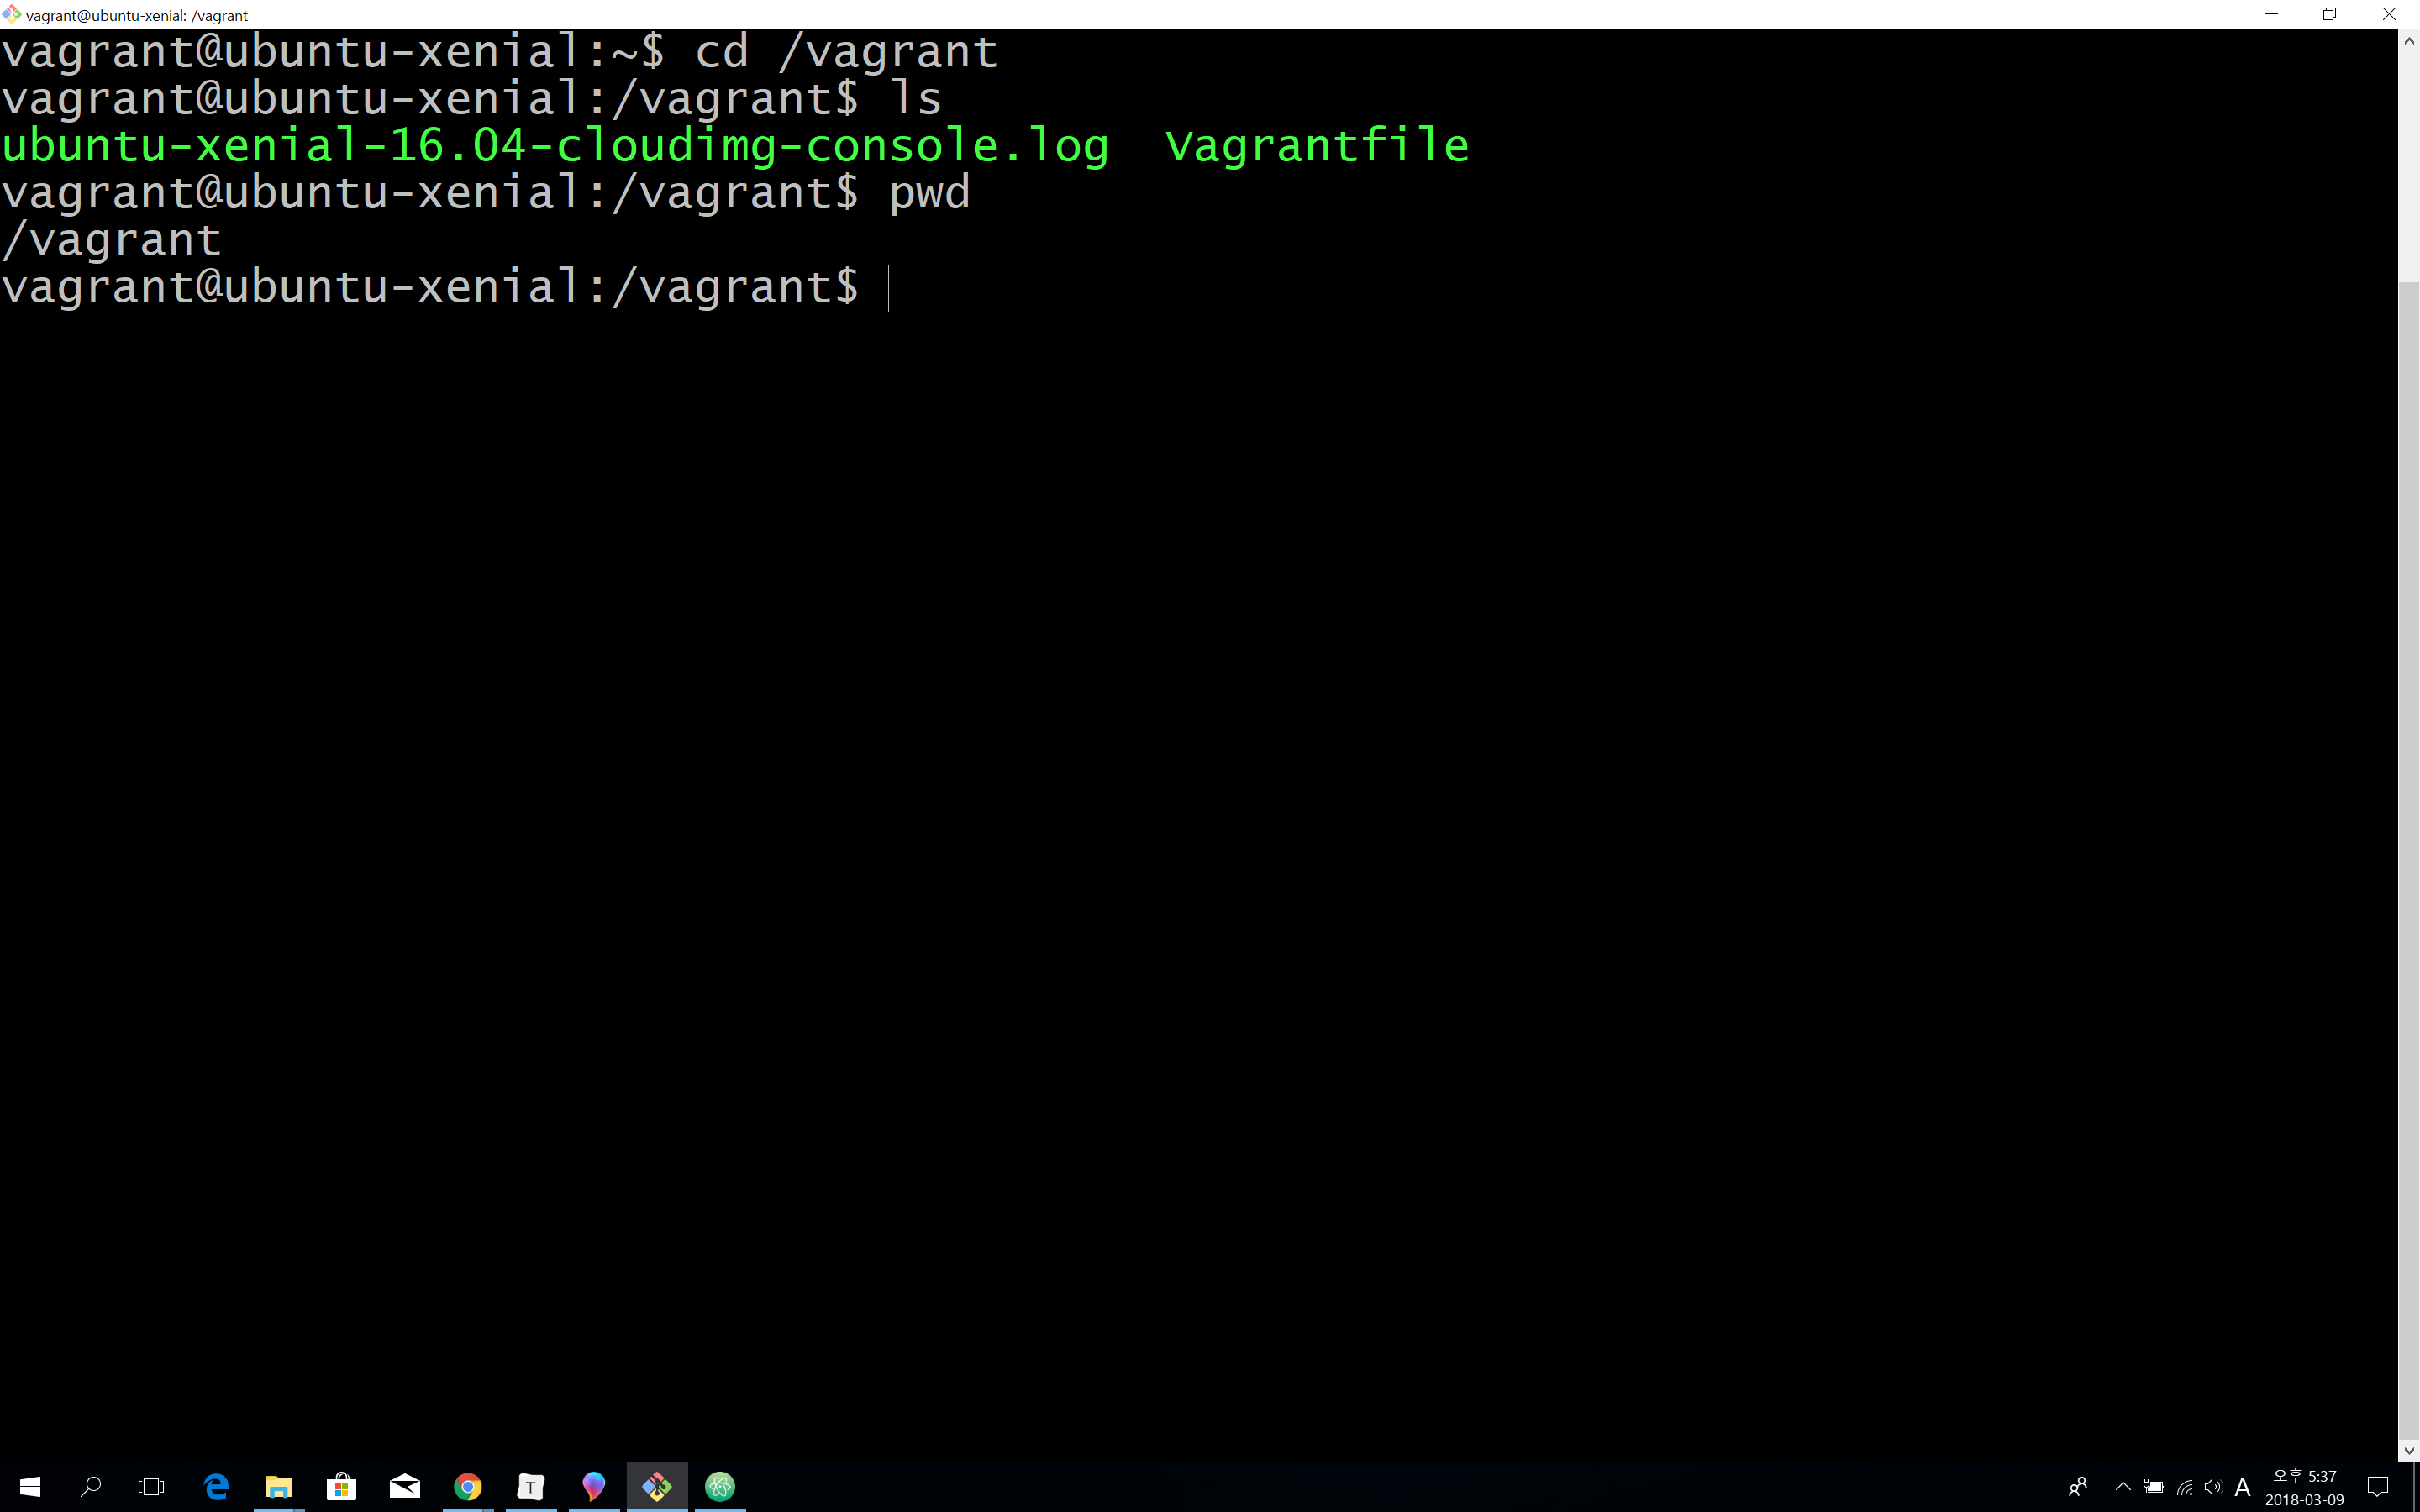 vagrant@ubuntu-xenial: /vagrant
vagrant@ubuntu-xenial:~$ cd /vagrant
vagrant@ubuntu-xenial:/vagrant$ ls
ubuntu-xenial-16.04-cloudimg-console.log  Vagrantfile
vagrant@ubuntu-xenial:/vagrant$ pwd
/vagrant
vagrant@ubuntu-xenial:/vagrant$
T
A
오후 5:37
2018-03-09